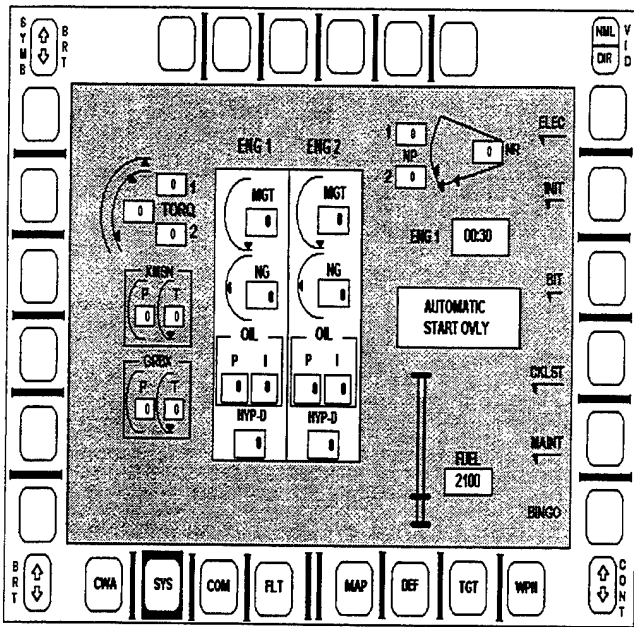 SYMB
BRT
NML
DIR
VID
ELEC
ENG 1 ENG 2
1 0
NP
2 0
0 NR
MGT MGT
0 1
0 TORQ
0 2
0 0
INIT
ENG 1 00:30
XMSN
P T
0 0
NG NG
0 0
BIT
AUTOMATIC
START OVLY
OIL OIL
P I P I
0 0 0 0
GRBX
P T
0 0
CKLST
HYP-D HYP-D
0 0
MAINT
FUEL
2100
BINGO
BRT
CWA SYS COM FLT MAP DEF TGT WPN
CONT